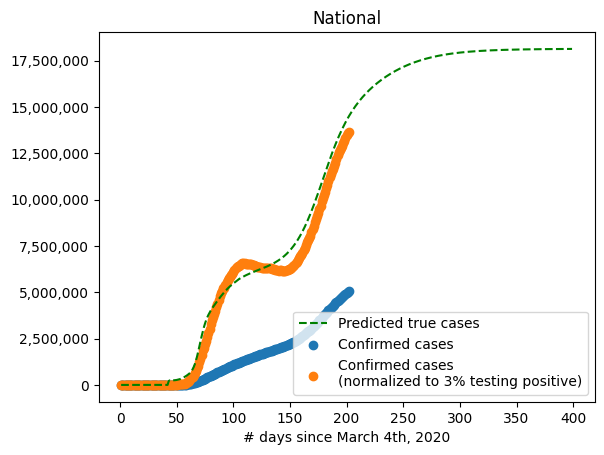 National
17,500,000
15,000,000
12,500,000
10,000,000
7,500,000
5,000,000
2,500,000
0
Predicted true cases
Confirmed cases
Confirmed cases
(normalized to 3% testing positive)
0 50 100 150 200 250 300 350 400
# days since March 4th, 2020